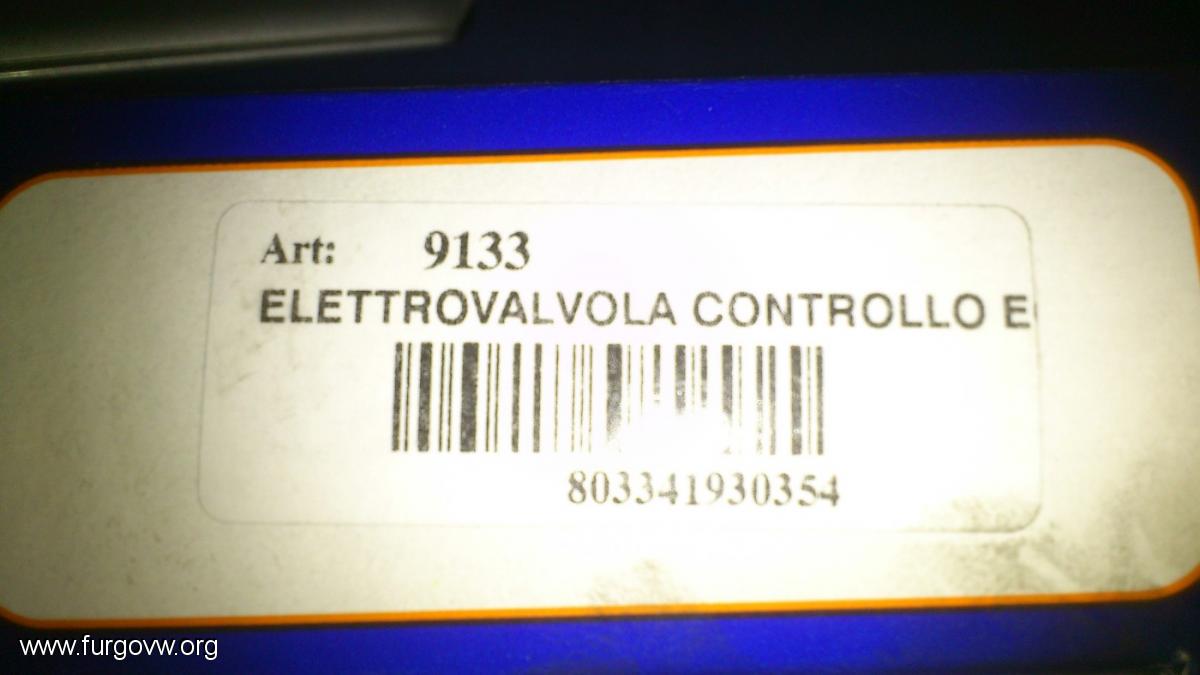 Art: 9133
ELETTROVALVOLA CONTROLLO E
803341930354
www.furgovw.org